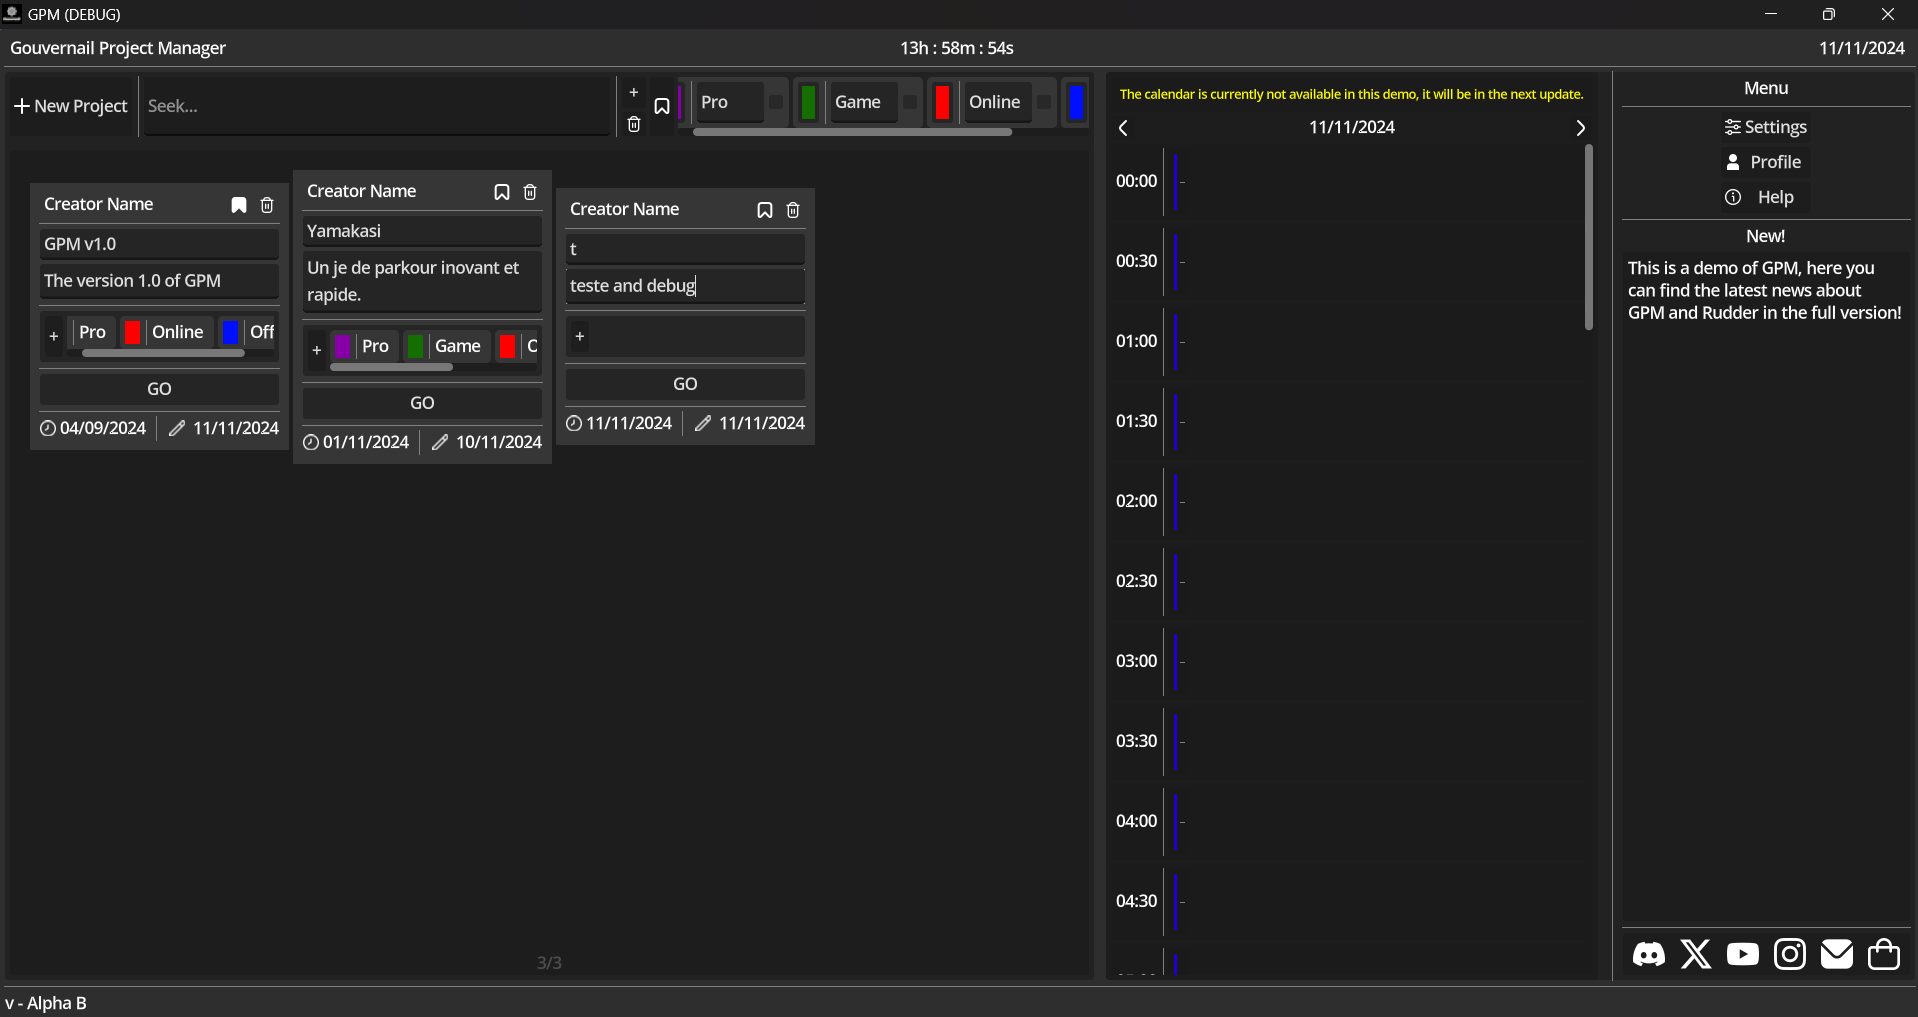 GPM (DEBUG)
Gouvernail Project Manager
13h : 58m : 54s
11/11/2024
+ New Project
Seek...
+
Pro
Game
Online
Creator Name
GPM v1.0
The version 1.0 of GPM
+
Pro
Online
Off
GO
04/09/2024
11/11/2024
Creator Name
Yamakasi
Un je de parkour inovant et
rapide.
+
Pro
Game
GO
01/11/2024
10/11/2024
Creator Name
t
teste and debug
+
GO
11/11/2024
11/11/2024
3/3
The calendar is currently not available in this demo, it will be in the next update.
11/11/2024
00:00 -
00:30 -
01:00 -
01:30 -
02:00 -
02:30 -
03:00 -
03:30 -
04:00 -
04:30 -
Menu
Settings
Profile
Help
New!
This is a demo of GPM, here you
can find the latest news about
GPM and Rudder in the full version!
v - Alpha B